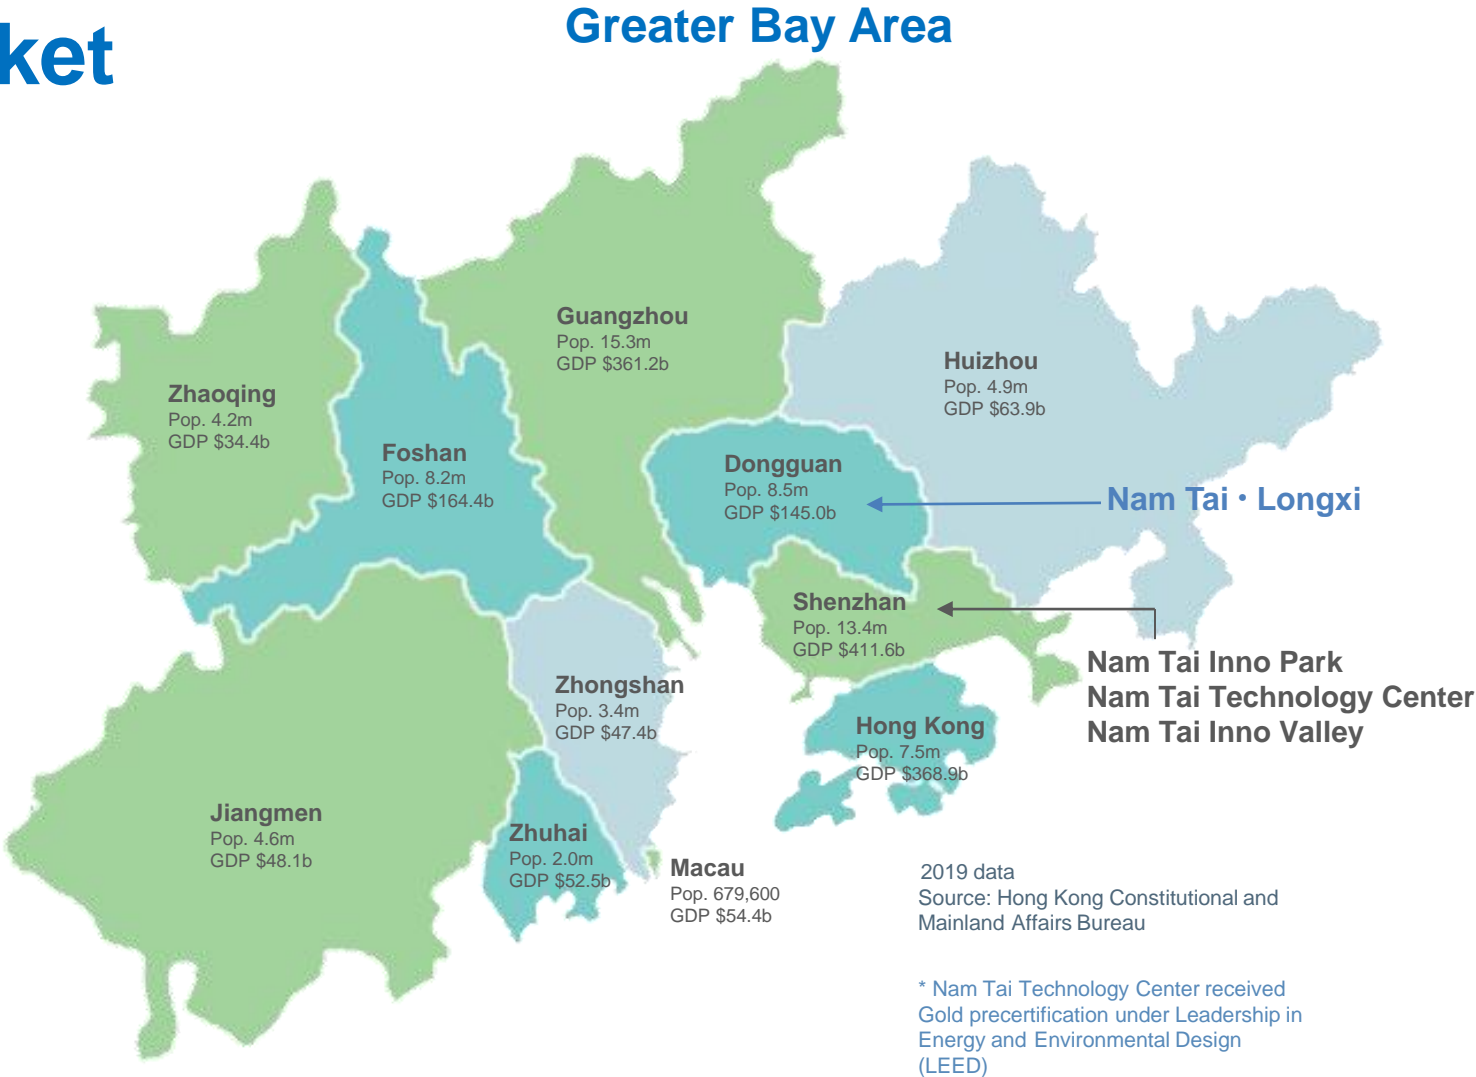 ket
Greater Bay Area
Guangzhou
Pop. 15.3m
GDP $361.2b
Huizhou
Pop. 4.9m
GDP $63.9b
Zhaoqing
Pop. 4.2m
GDP $34.4b
Foshan
Pop. 8.2m
GDP $164.4b
Dongguan
Pop. 8.5m
GDP $145.0b
Nam Tai • Longxi
Shenzhan
Pop. 13.4m
GDP $411.6b
Nam Tai Inno Park
Nam Tai Technology Center
Nam Tai Inno Valley
Zhongshan
Pop. 3.4m
GDP $47.4b
Hong Kong
Pop. 7.5m
GDP $368.9b
Jiangmen
Pop. 4.6m
GDP $48.1b
Zhuhai
Pop. 2.0m
GDP $52.5b
Macau
Pop. 679,600
GDP $54.4b
2019 data
Source: Hong Kong Constitutional and
Mainland Affairs Bureau
* Nam Tai Technology Center received
Gold precertification under Leadership in
Energy and Environmental Design
(LEED)